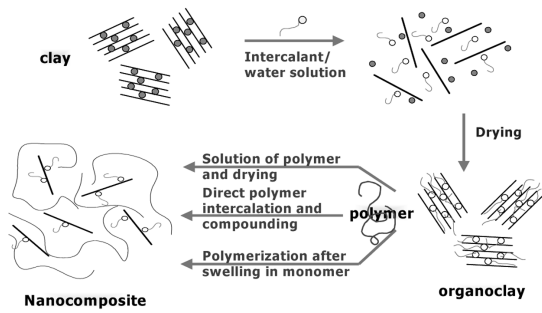 clay
Intercalant/
water solution
Drying
Solution of polymer
and drying
Direct polymer
intercalation and
compounding
polymer
Polymerization after
swelling in monomer
Nanocomposite
organoclay